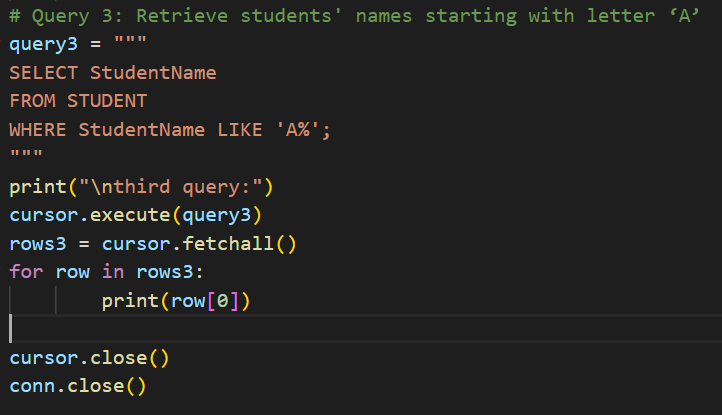 # Query 3: Retrieve students' names starting with letter ‘A’
query3 = """
SELECT StudentName
FROM STUDENT
WHERE StudentName LIKE 'A%';
"""
print("\nthird query:")
cursor.execute(query3)
rows3 = cursor.fetchall()
for row in rows3:
        print(row[0])
cursor.close()
conn.close()